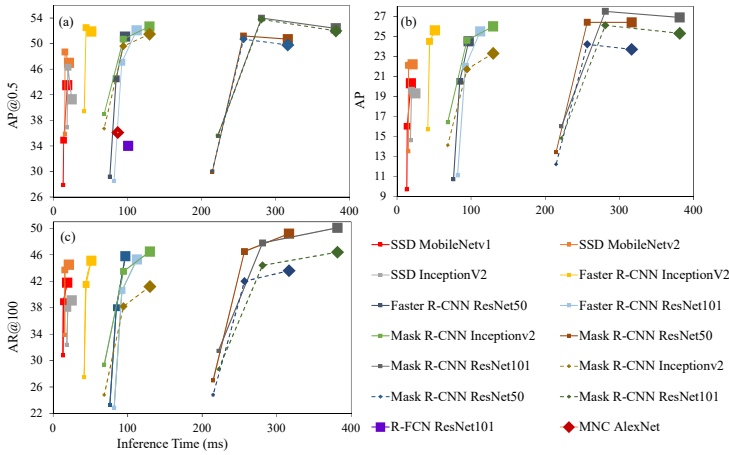 (a)
AP@0.5
54
50
46
42
38
34
30
26
0 100 200 300 400
(b)
AP
27
25
23
21
19
17
15
13
11
9
0 100 200 300 400
(c)
AR@100
50
46
42
38
34
30
26
22
0 100 200 300 400
Inference Time (ms)
SSD MobileNetv1
SSD MobileNetv2
SSD InceptionV2
Faster R-CNN InceptionV2
Faster R-CNN ResNet50
Faster R-CNN ResNet101
Mask R-CNN Inceptionv2
Mask R-CNN ResNet50
Mask R-CNN ResNet101
Mask R-CNN Inceptionv2
Mask R-CNN ResNet50
Mask R-CNN ResNet101
R-FCN ResNet101
MNC AlexNet